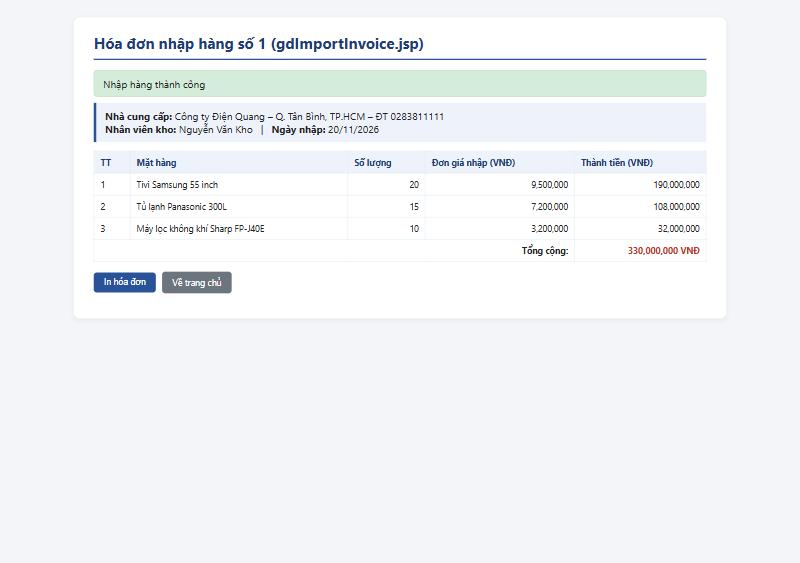 Hóa đơn nhập hàng số 1 (gdImportInvoice.jsp)
Nhập hàng thành công
Nhà cung cấp: Công ty Điện Quang – Q. Tân Bình, TP.HCM – ĐT 0283811111
Nhân viên kho: Nguyễn Văn Kho | Ngày nhập: 20/11/2026
TT Mặt hàng Số lượng Đơn giá nhập (VNĐ) Thành tiền (VNĐ)
1 Tivi Samsung 55 inch 20 9,500,000 190,000,000
2 Tủ lạnh Panasonic 300L 15 7,200,000 108,000,000
3 Máy lọc không khí Sharp FP-J40E 10 3,200,000 32,000,000
Tổng cộng: 330,000,000 VNĐ
In hóa đơn Về trang chủ